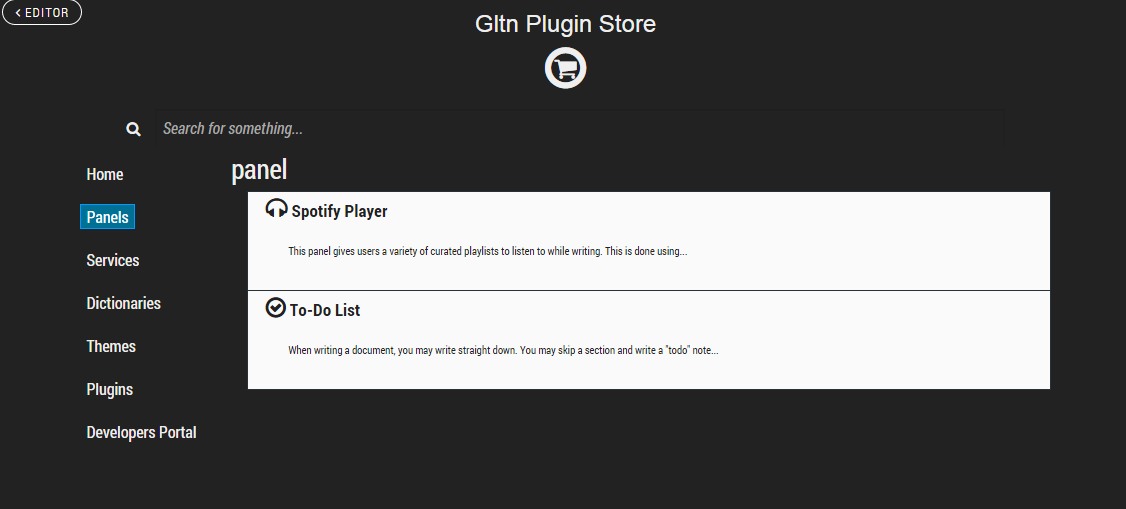 EDITOR
Gltn Plugin Store
Search for something...
Home
panel
Panels
Spotify Player
This panel gives users a variety of curated playlists to listen to while writing. This is done using...
Services
Dictionaries
To-Do List
When writing a document, you may write straight down. You may skip a section and write a "todo" note...
Themes
Plugins
Developers Portal